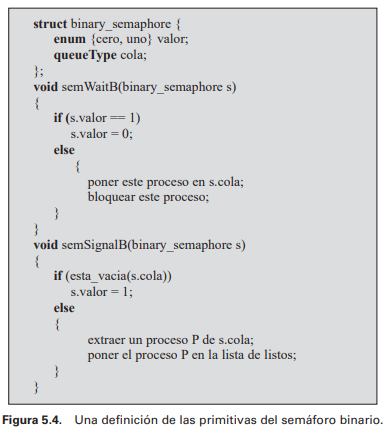 struct binary_semaphore {
enum {cero, uno} valor;
queueType cola;
};
void semWaitB(binary_semaphore s)
{
if (s.valor == 1)
s.valor = 0;
else
{
poner este proceso en s.cola;
bloquear este proceso;
}
}
void semSignalB(binary_semaphore s)
{
if (esta_vacia(s.cola))
s.valor = 1;
else
{
extraer un proceso P de s.cola;
poner el proceso P en la lista de listos;
}
}
Figura 5.4. Una definición de las primitivas del semáforo binario.